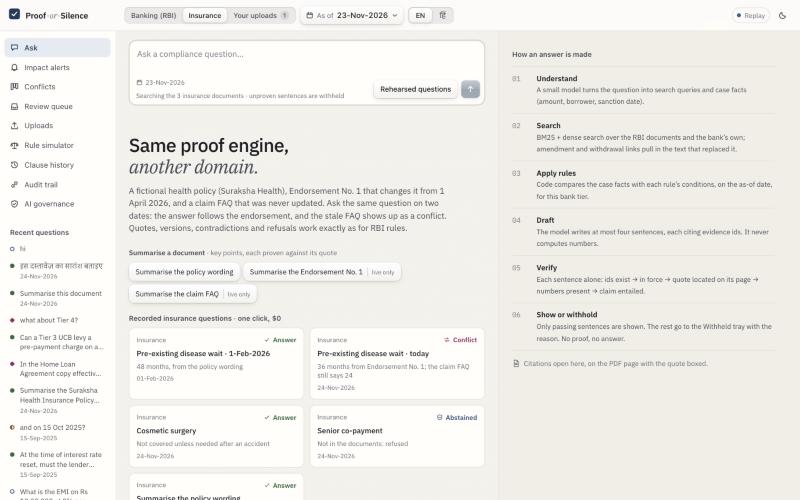 Proof-or-Silence
Banking (RBI) Insurance Your uploads 1
As of 23-Nov-2026
EN हिं
Replay
Ask
Impact alerts
Conflicts
Review queue
Uploads
Rule simulator
Clause history
Audit trail
AI governance
Recent questions
hi
इस दस्तावेज़ का सारांश बताइए
24-Nov-2026
Summarise this document
24-Nov-2026
what about Tier 4?
Can a Tier 3 UCB levy a
pre-payment charge on a...
In the Home Loan
Agreement copy effectiv...
Summarise the Suraksha
Health Insurance Policy...
24-Nov-2026
and on 15 Oct 2025?
15-Sep-2025
At the time of interest rate
reset, must the lender...
15-Sep-2025
What is the EMI on Rs
Ask a compliance question...
23-Nov-2026
Searching the 3 insurance documents · unproven sentences are withheld
Rehearsed questions
Same proof engine,
another domain.
A fictional health policy (Suraksha Health), Endorsement No. 1 that changes it from 1
April 2026, and a claim FAQ that was never updated. Ask the same question on two
dates: the answer follows the endorsement, and the stale FAQ shows up as a conflict.
Quotes, versions, contradictions and refusals work exactly as for RBI rules.
Summarise a document · key points, each proven against its quote
Summarise the policy wording
Summarise the Endorsement No. 1 live only
Summarise the claim FAQ live only
Recorded insurance questions · one click, $0
Insurance ✓ Answer
Pre-existing disease wait · 1-Feb-2026
48 months, from the policy wording
01-Feb-2026
Insurance Conflict
Pre-existing disease wait · today
36 months from Endorsement No. 1; the claim FAQ
still says 24
24-Nov-2026
Insurance ✓ Answer
Cosmetic surgery
Not covered unless needed after an accident
24-Nov-2026
Insurance Abstained
Senior co-payment
Not in the documents: refused
24-Nov-2026
Insurance ✓ Answer
Summarise the policy wording
How an answer is made
01 Understand
A small model turns the question into search queries and case facts
(amount, borrower, sanction date).
02 Search
BM25 + dense search over the RBI documents and the bank's own;
amendment and withdrawal links pull in the text that replaced it.
03 Apply rules
Code compares the case facts with each rule's conditions, on the as-of date,
for this bank tier.
04 Draft
The model writes at most four sentences, each citing evidence ids. It never
computes numbers.
05 Verify
Each sentence alone: ids exist → in force → quote located on its page →
numbers present → claim entailed.
06 Show or withhold
Only passing sentences are shown. The rest go to the Withheld tray with the
reason. No proof, no answer.
Citations open here, on the PDF page with the quote boxed.